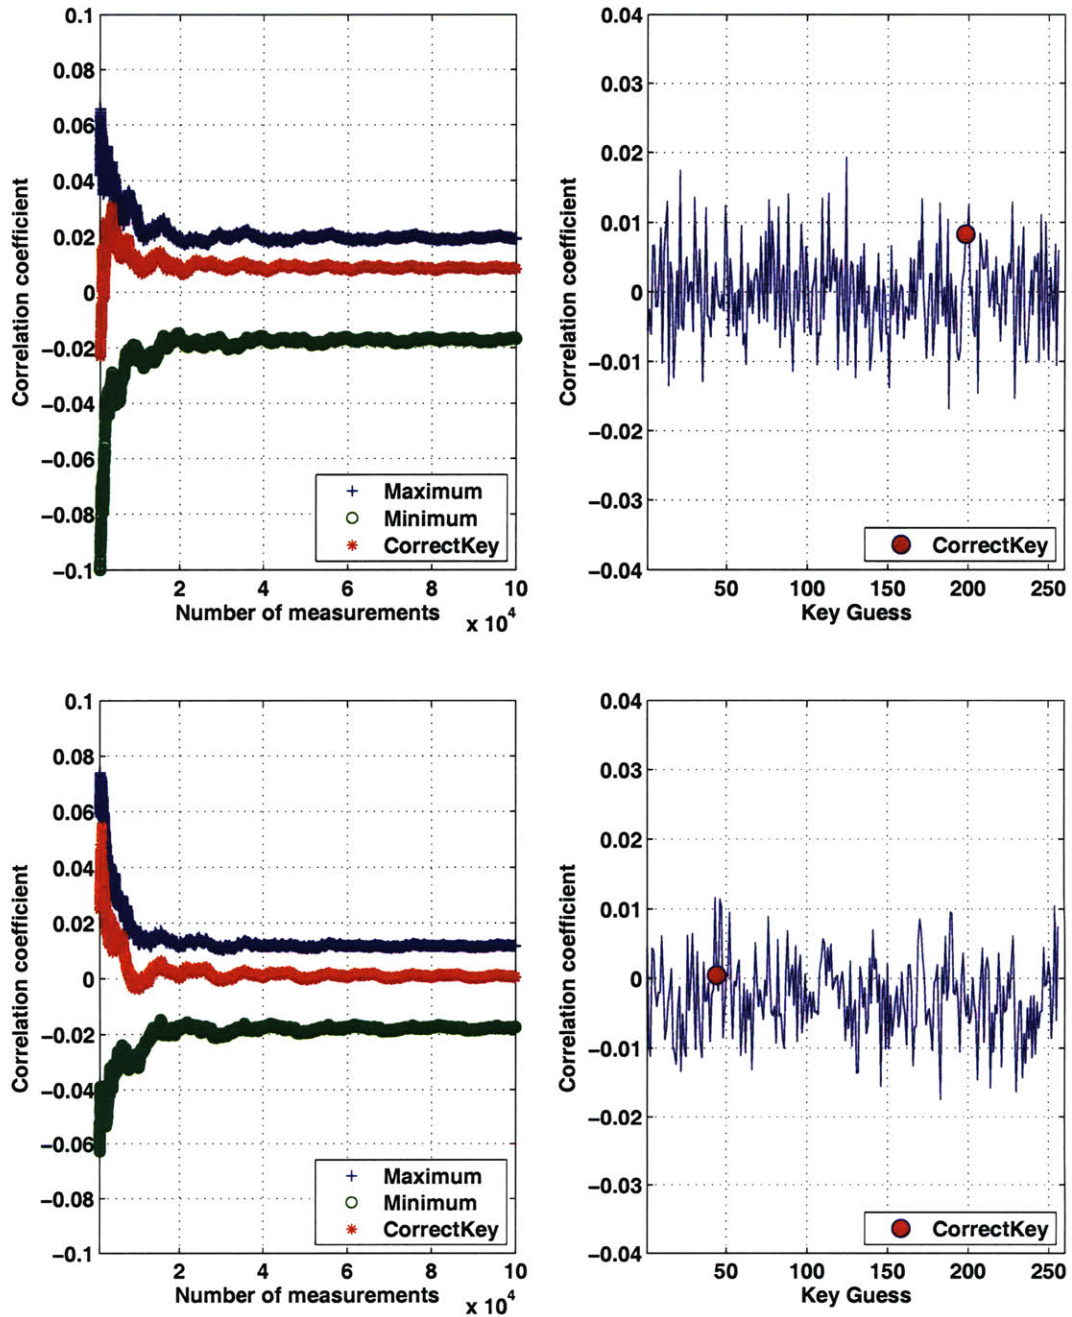 0.1
0.08
0.06
0.04
0.02
0
−0.02
−0.04
−0.06
−0.08
−0.1
Correlation coefficient
2 4 6 8 10
Number of measurements
x 10^4
Maximum
Minimum
CorrectKey
0.04
0.03
0.02
0.01
0
−0.01
−0.02
−0.03
−0.04
Correlation coefficient
50 100 150 200 250
Key Guess
CorrectKey
0.1
0.08
0.06
0.04
0.02
0
−0.02
−0.04
−0.06
−0.08
−0.1
Correlation coefficient
2 4 6 8 10
Number of measurements
x 10^4
Maximum
Minimum
CorrectKey
0.04
0.03
0.02
0.01
0
−0.01
−0.02
−0.03
−0.04
Correlation coefficient
50 100 150 200 250
Key Guess
CorrectKey